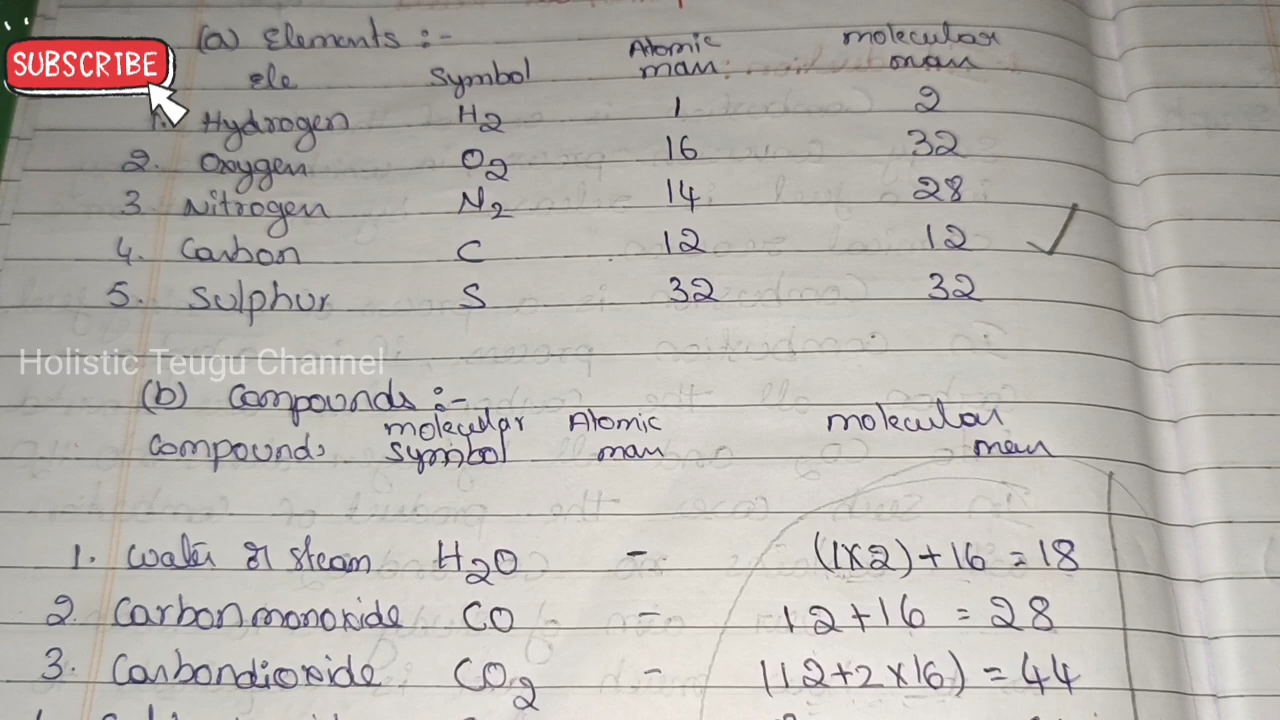 (a) Elements :-
SUBSCRIBE
Ele Symbol Atomic mass molecular mass
1. Hydrogen H2 1 2
2. Oxygen O2 16 32
3. Nitrogen N2 14 28
4. Carbon C 12 12 ✓
5. Sulphur S 32 32
Holistic Teugu Channel
(b) Compounds :-
Compounds molecular symbol Atomic mass molecular mass
1. Water or steam H2O - (1x2)+16 = 18
2. Carbonmonoxide CO - 12+16 = 28
3. Carbondioxide CO2 - (12+2x16) = 44